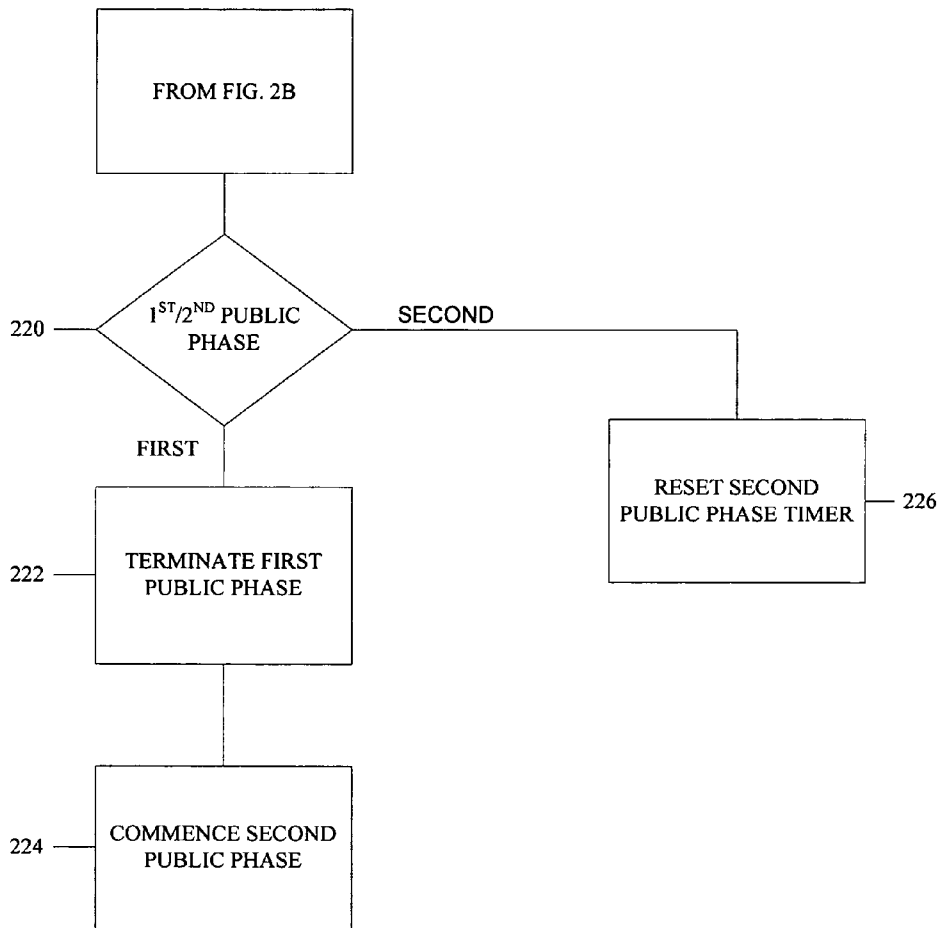 FROM FIG. 2B
1ST/2ND PUBLIC
PHASE
220
SECOND
FIRST
RESET SECOND
PUBLIC PHASE TIMER
226
TERMINATE FIRST
PUBLIC PHASE
222
COMMENCE SECOND
PUBLIC PHASE
224